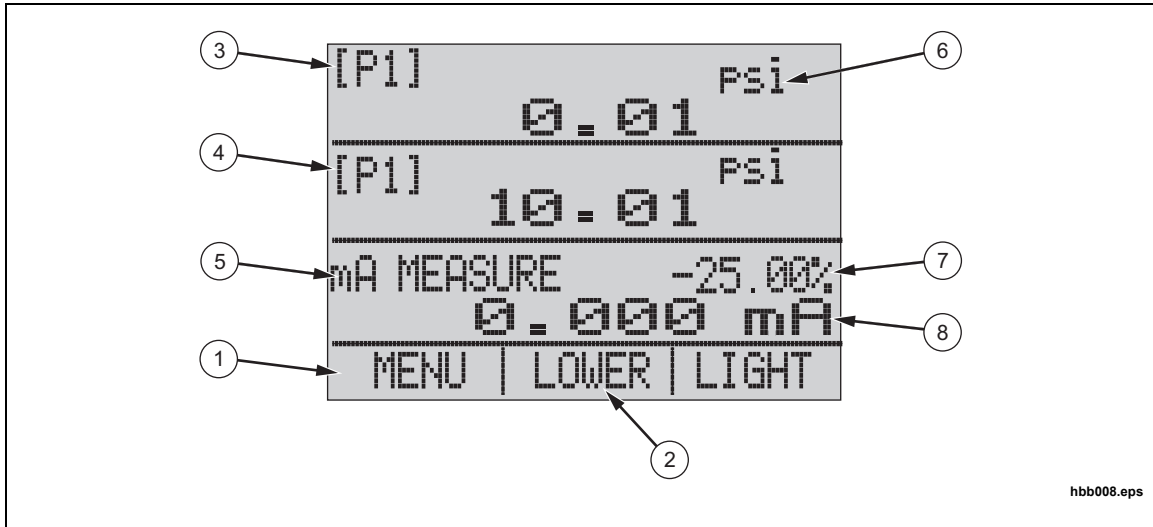 3
[P1]
psi
6
0.01
4
[P1]
psi
10.01
5
mA MEASURE
-25.00%
7
0.000 mA
8
1
MENU | LOWER | LIGHT
2
hbb008.eps